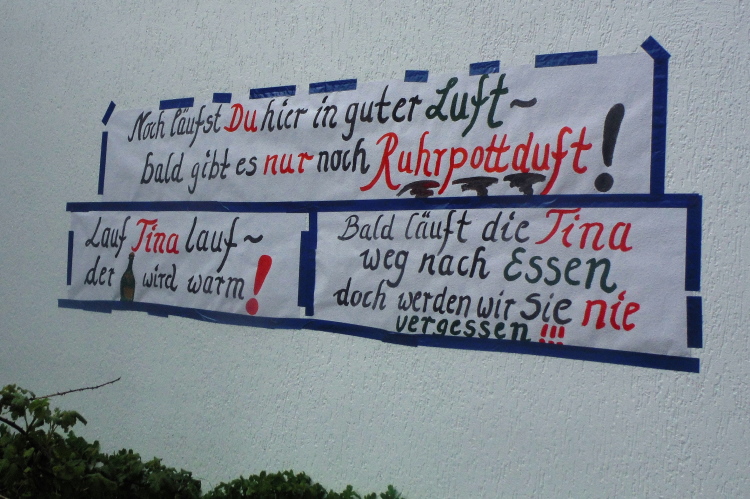 Noch läufst Du hier in guter Luft ~
bald gibt es nur noch Ruhrpottduft!
Lauf Tina lauf ~
der wird warm!
Bald läuft die Tina
weg nach Essen
doch werden wir Sie nie
vergessen!!!